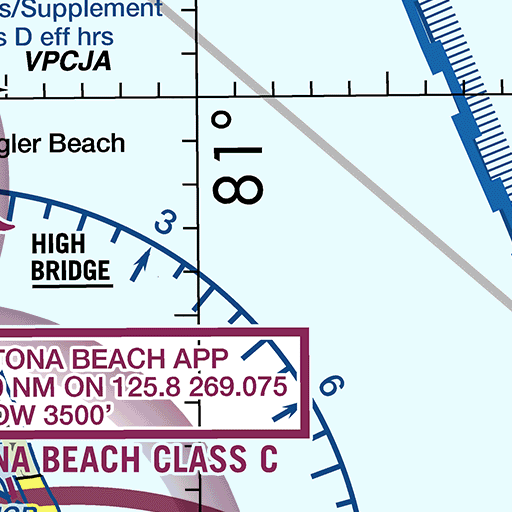 s/Supplement
s D eff hrs
VPCJA
gler Beach
81°
3
HIGH
BRIDGE
TONA BEACH APP
NM ON 125.8 269.075
OW 3500'
6
NA BEACH CLASS C